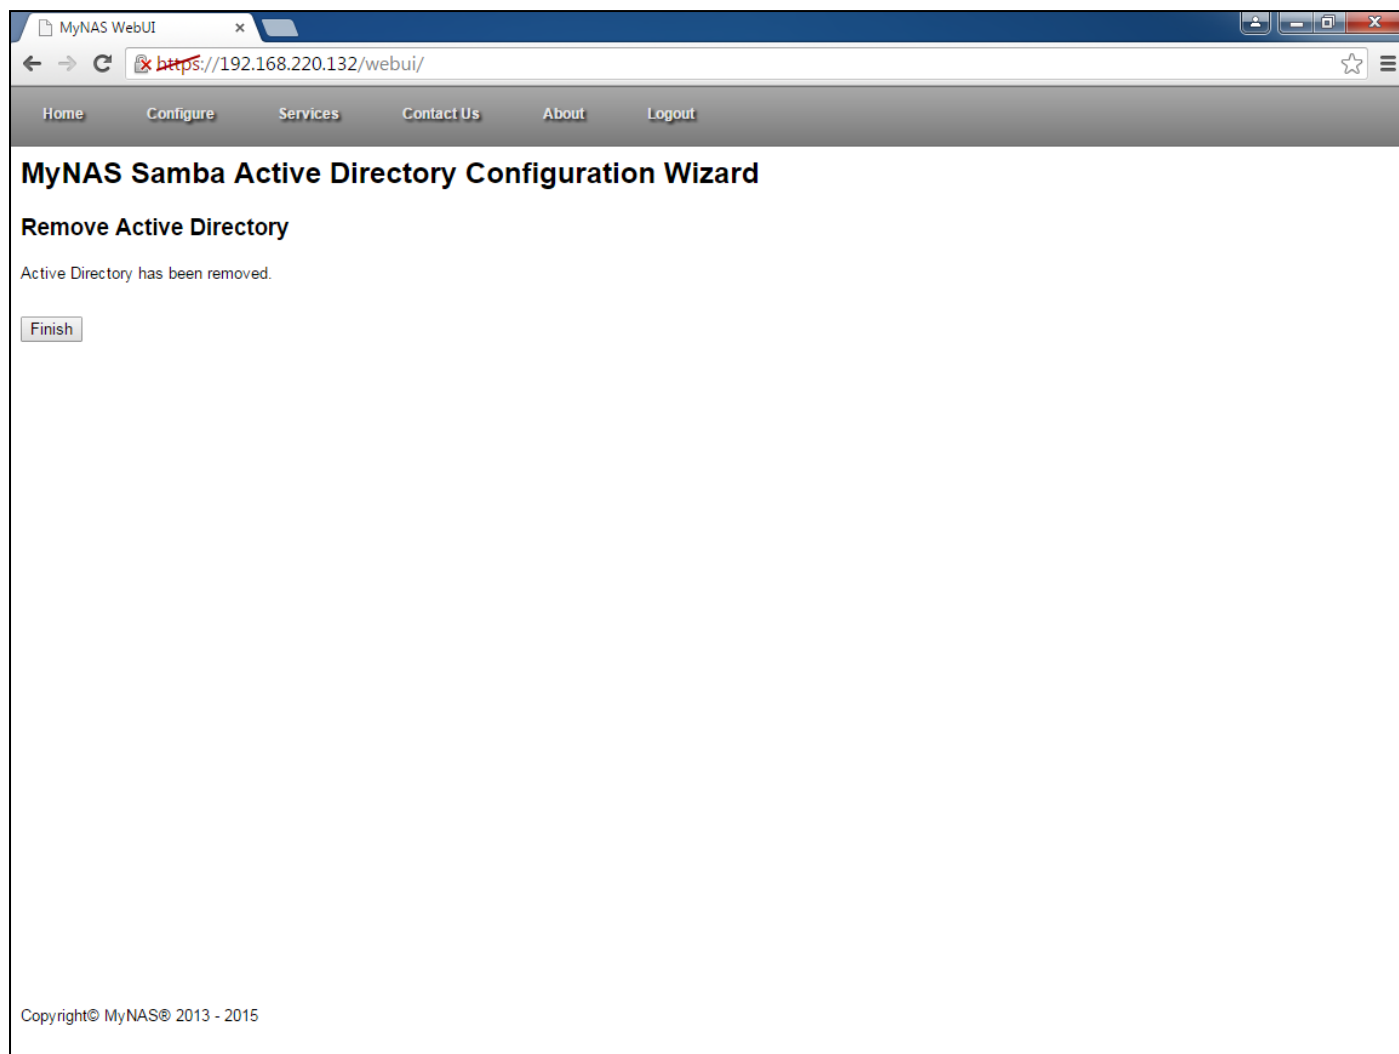 MyNAS WebUI
https://192.168.220.132/webui/
Home Configure Services Contact Us About Logout
MyNAS Samba Active Directory Configuration Wizard
Remove Active Directory
Active Directory has been removed.
Finish
Copyright© MyNAS® 2013 - 2015